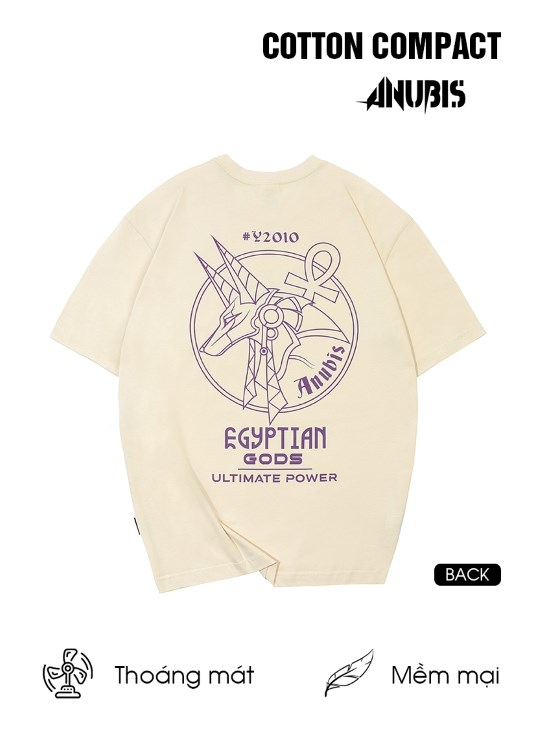 COTTON COMPACT
ANUBIS
#Y2010
Anubis
EGYPTIAN
GODS
ULTIMATE POWER
BACK
Thoáng mát
Mềm mại